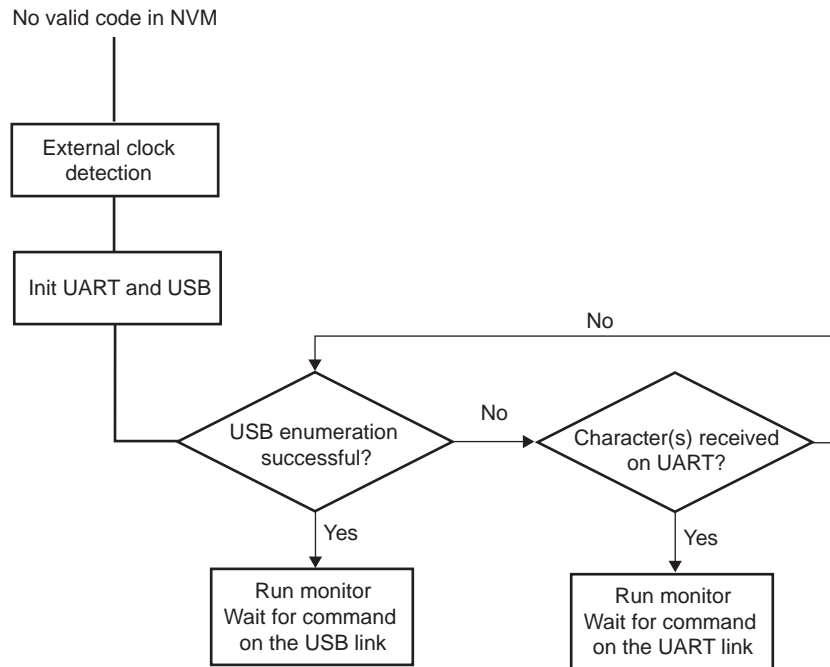 No valid code in NVM
External clock
detection
Init UART and USB
No
USB enumeration
successful?
No
Character(s) received
on UART?
Yes
Yes
Run monitor
Wait for command
on the USB link
Run monitor
Wait for command
on the UART link